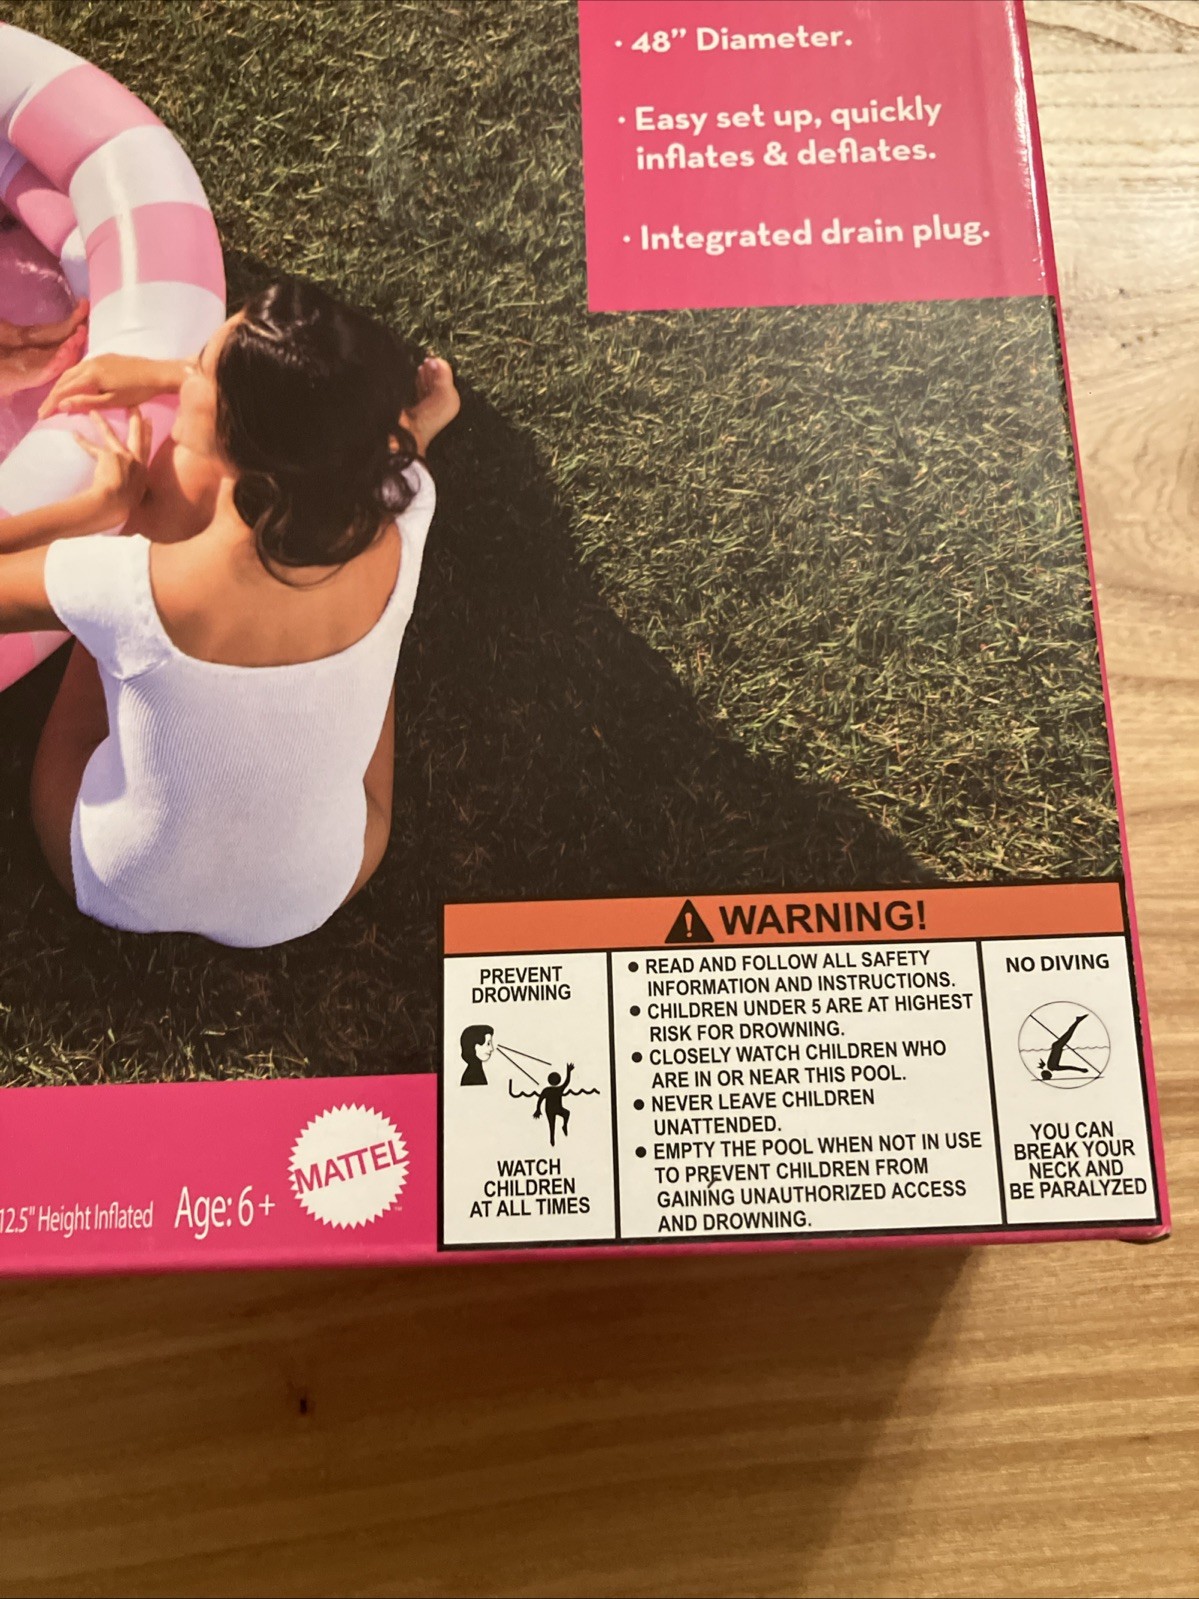 • 48” Diameter.
• Easy set up, quickly
inflates & deflates.
• Integrated drain plug.
WARNING!
PREVENT
DROWNING
WATCH
CHILDREN
AT ALL TIMES
• READ AND FOLLOW ALL SAFETY
INFORMATION AND INSTRUCTIONS.
• CHILDREN UNDER 5 ARE AT HIGHEST
RISK FOR DROWNING.
• CLOSELY WATCH CHILDREN WHO
ARE IN OR NEAR THIS POOL.
• NEVER LEAVE CHILDREN
UNATTENDED.
• EMPTY THE POOL WHEN NOT IN USE
TO PREVENT CHILDREN FROM
GAINING UNAUTHORIZED ACCESS
AND DROWNING.
NO DIVING
YOU CAN
BREAK YOUR
NECK AND
BE PARALYZED
12.5" Height Inflated Age: 6+
MATTEL™